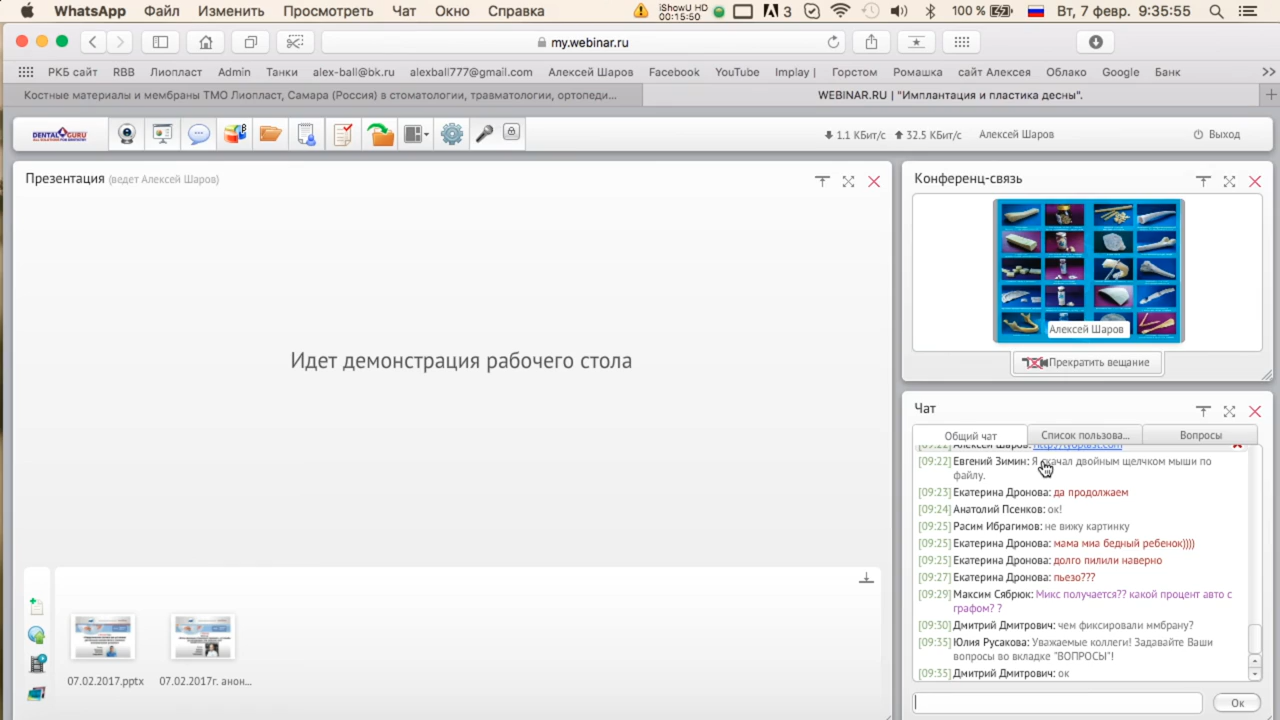 WhatsApp Файл Изменить Просмотреть Чат Окно Справка iShowU HD 00:15:50 3 100 % Вт, 7 февр. 9:35:55
my.webinar.ru
РКБ сайт RBB Лиопласт Admin Танки alex-ball@bk.ru alexball777@gmail.com Алексей Шаров Facebook YouTube Implay | Горстом Ромашка сайт Алексея Облако Google Банк
Костные материалы и мембраны ТМО Лиопласт, Самара (Россия) в стоматологии, травматологии, ортопеди... WEBINAR.RU | "Имплантация и пластика десны".
DENTAL GURU 1.1 КБит/с 32.5 КБит/с Алексей Шаров Выход
Презентация (ведет Алексей Шаров)
Конференц-связь
Алексей Шаров
Прекратить вещание
Идет демонстрация рабочего стола
07.02.2017.pptx 07.02.2017г. анон...
Чат
Общий чат Список пользова... Вопросы
[09:22] Алексей Шаров: http://lyoplast.com
[09:22] Евгений Зимин: Я скачал двойным щелчком мыши по
файлу.
[09:23] Екатерина Дронова: да продолжаем
[09:24] Анатолий Псенков: ок!
[09:25] Расим Ибрагимов: не вижу картинку
[09:25] Екатерина Дронова: мама миа бедный ребенок))))
[09:25] Екатерина Дронова: долго пилили наверно
[09:27] Екатерина Дронова: пьезо???
[09:29] Максим Сябрюк: Микс получается?? какой процент авто с
графом? ?
[09:30] Дмитрий Дмитрович: чем фиксировали ммбрану?
[09:35] Юлия Русакова: Уважаемые коллеги! Задавайте Ваши
вопросы во вкладке "ВОПРОСЫ"!
[09:35] Дмитрий Дмитрович: ок
Ок